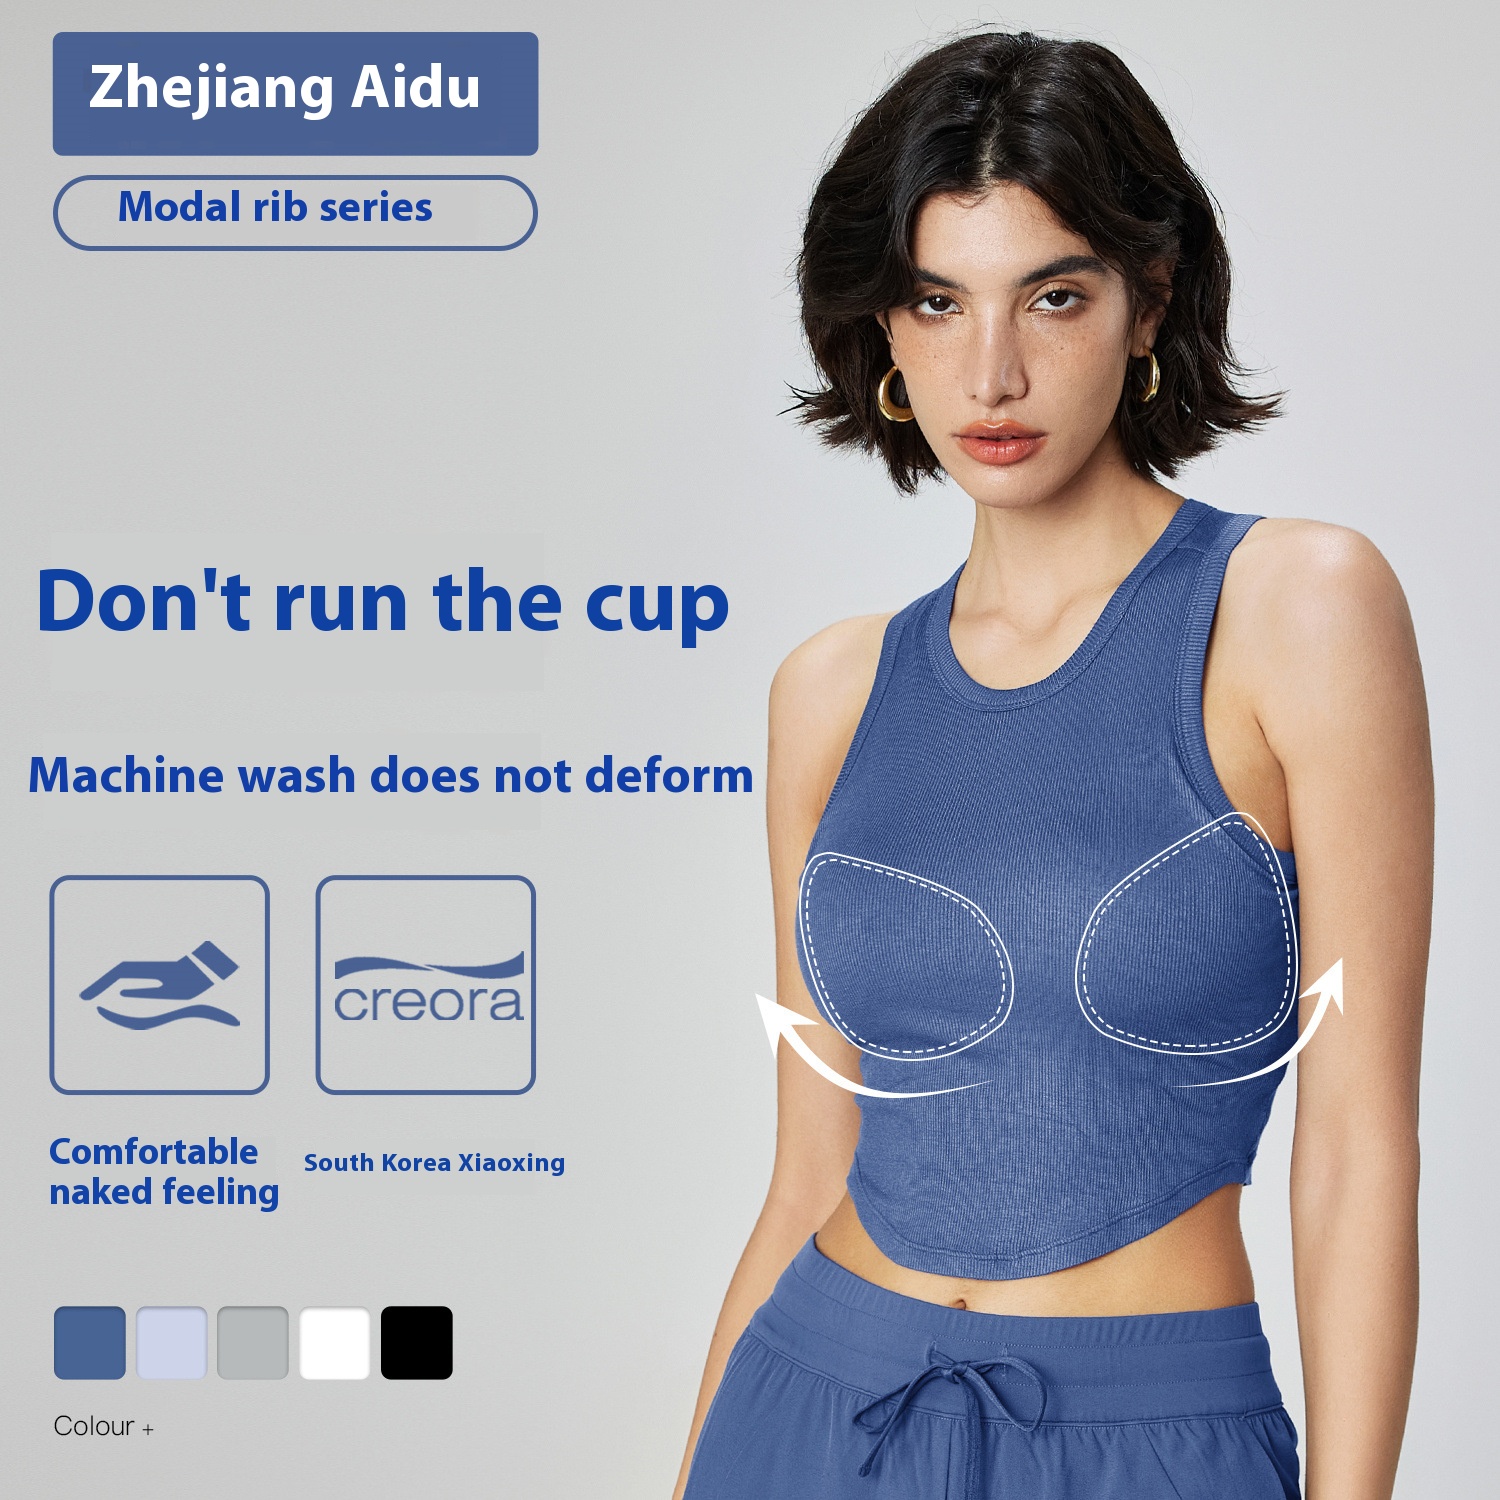 Zhejiang Aidu
Modal rib series
Don't run the cup
Machine wash does not deform
creora
Comfortable
naked feeling
South Korea Xiaoxing
Colour +